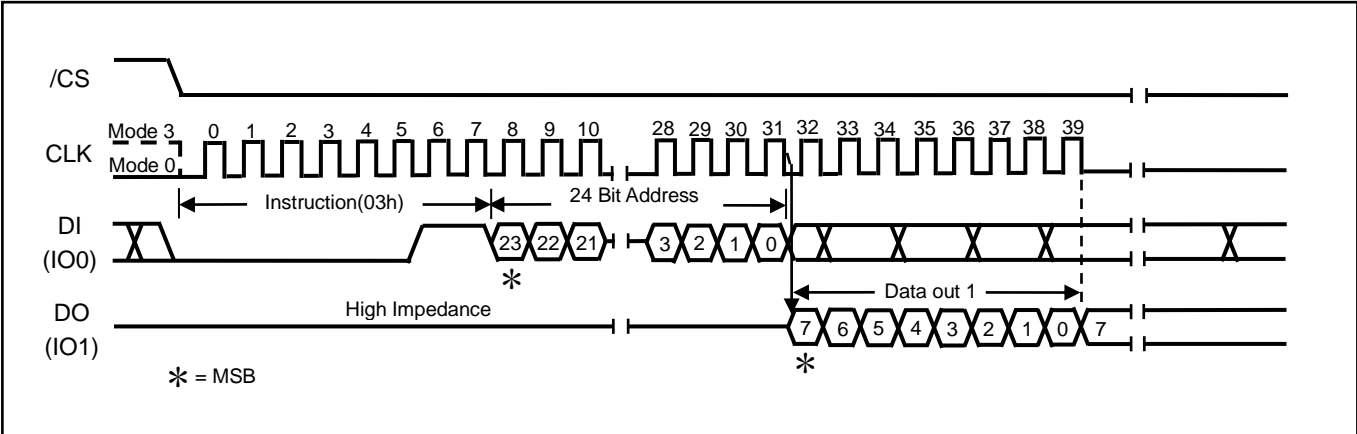 /CS
Mode 3 0 1 2 3 4 5 6 7 8 9 10 28 29 30 31 32 33 34 35 36 37 38 39
CLK
Mode 0
Instruction(03h) 24 Bit Address
DI
(IO0)
23 22 21 3 2 1 0
*
Data out 1
DO
(IO1)
High Impedance
7 6 5 4 3 2 1 0 7
*
* = MSB